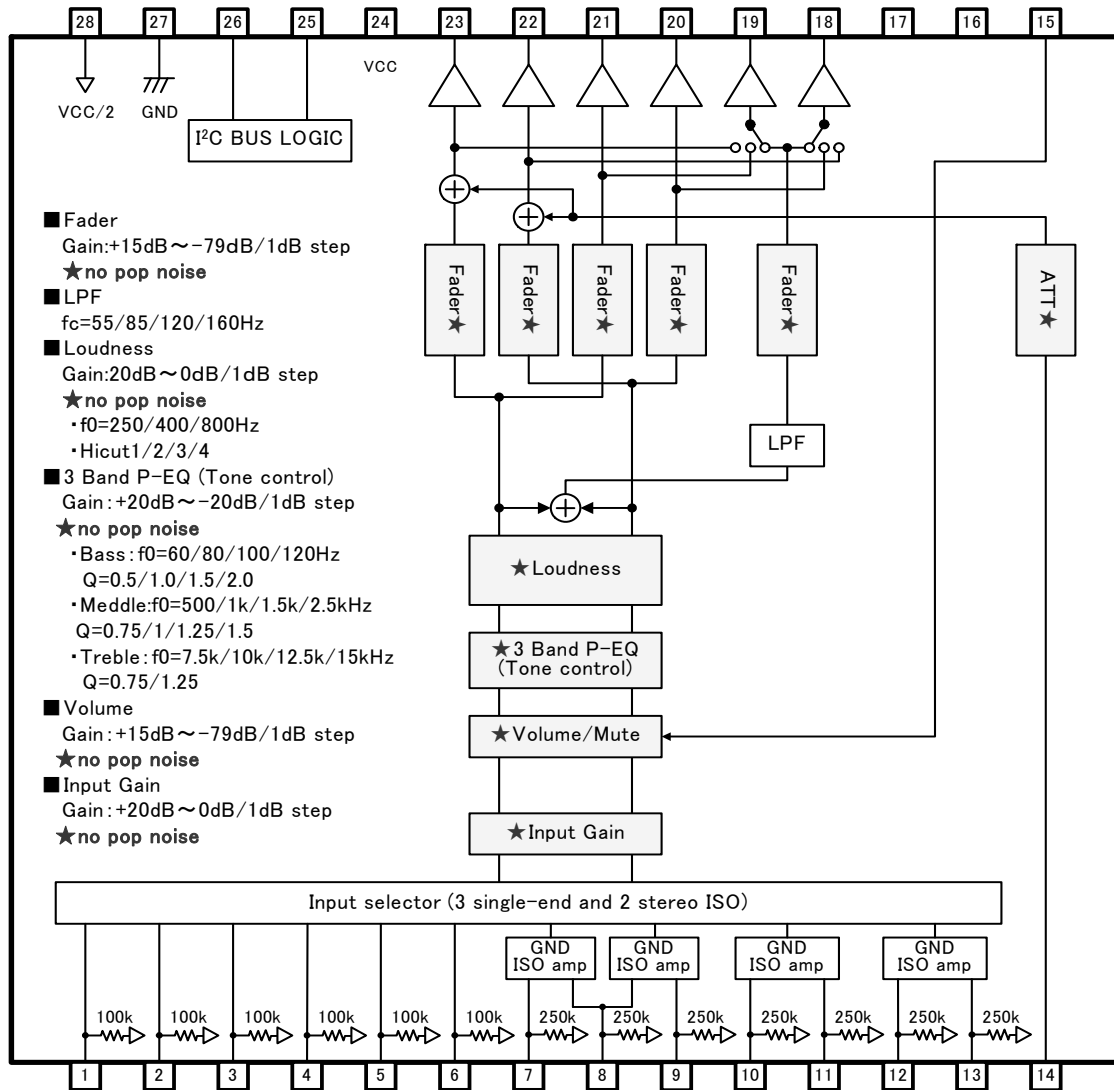 28 27 26 25 24 23 22 21 20 19 18 17 16 15
VCC/2
GND
VCC
I²C BUS LOGIC
■Fader
Gain:+15dB～-79dB/1dB step
★no pop noise
■LPF
fc=55/85/120/160Hz
■Loudness
Gain:20dB～0dB/1dB step
★no pop noise
・f0=250/400/800Hz
・Hicut1/2/3/4
■3 Band P-EQ (Tone control)
Gain:+20dB～-20dB/1dB step
★no pop noise
・Bass:f0=60/80/100/120Hz
Q=0.5/1.0/1.5/2.0
・Meddle:f0=500/1k/1.5k/2.5kHz
Q=0.75/1/1.25/1.5
・Treble:f0=7.5k/10k/12.5k/15kHz
Q=0.75/1.25
■Volume
Gain:+15dB～-79dB/1dB step
★no pop noise
■Input Gain
Gain:+20dB～0dB/1dB step
★no pop noise
Fader★
Fader★
Fader★
Fader★
Fader★
ATT★
LPF
★Loudness
★3 Band P-EQ
(Tone control)
★Volume/Mute
★Input Gain
Input selector (3 single-end and 2 stereo ISO)
GND
ISO amp
GND
ISO amp
GND
ISO amp
GND
ISO amp
100k 100k 100k 100k 100k 100k 250k 250k 250k 250k 250k 250k 250k
1 2 3 4 5 6 7 8 9 10 11 12 13 14